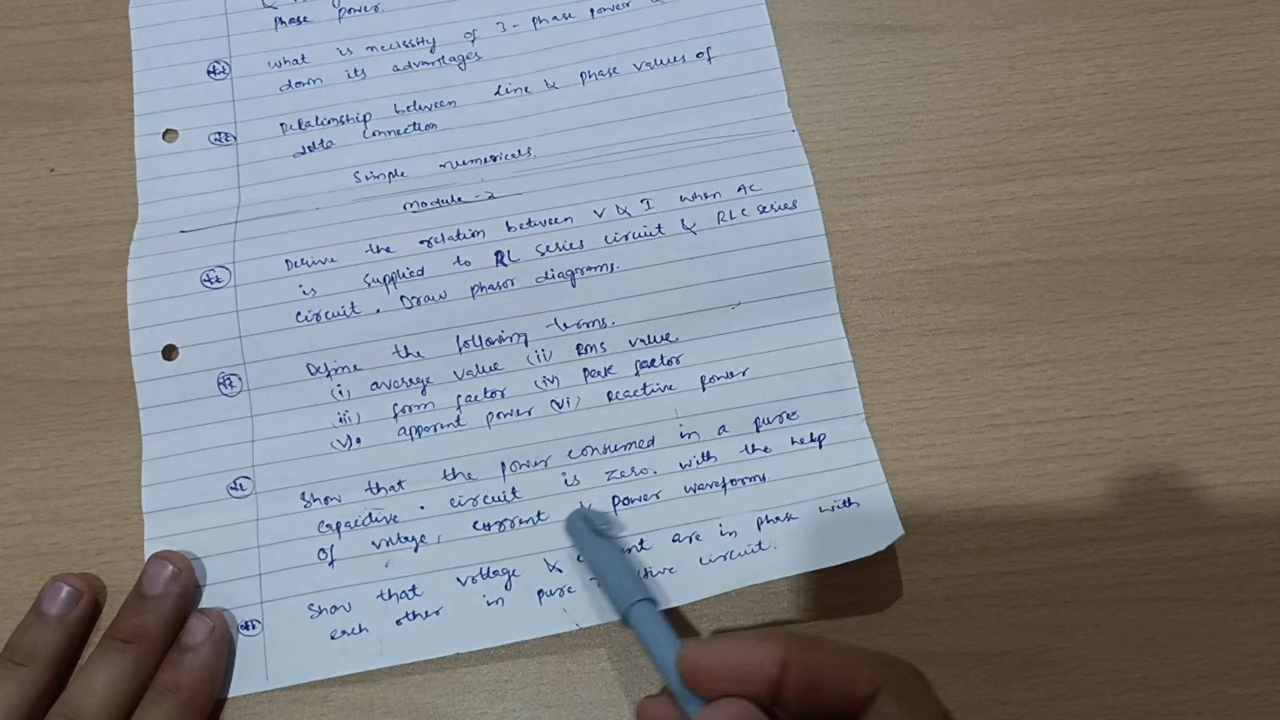 phase power.
what is necissity of 3-phase power &
down its advantages
Relationship between line & phase values of
delta connection
Simple numericals.
module-2
Derive the relation between V & I when AC
is supplied to RL series circuit & RLC series
circuit. Draw phasor diagrams.
Define the following terms.
(i) average value (ii) RMS value.
iii) form factor (iv) peak factor
(v). apparent power (vi) reactive power
Show that the power consumed in a pure
capacitive. circuit is zero. with the help
of voltage, current & power waveforms.
Show that voltage & are in phase with
each other in pure circuit.